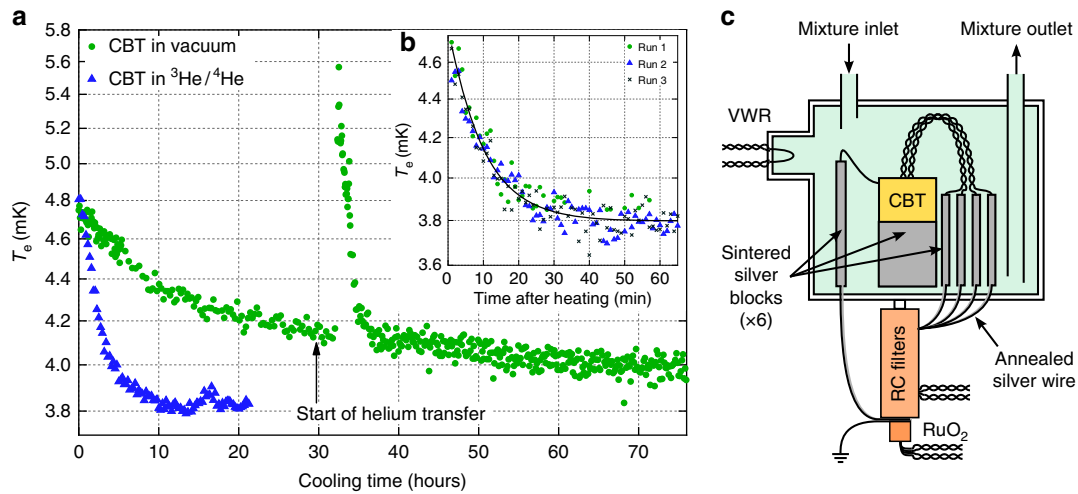 a
5.8
5.6
5.4
5.2
5.0
4.8
4.6
4.4
4.2
4.0
3.8
Tₑ (mK)
CBT in vacuum
CBT in ³He/⁴He
Start of helium transfer
0
10
20
30
40
50
60
70
Cooling time (hours)
b
4.6
4.4
4.2
4.0
3.8
3.6
Tₑ (mK)
Run 1
Run 2
Run 3
0
10
20
30
40
50
60
Time after heating (min)
c
Mixture inlet
Mixture outlet
VWR
CBT
Sintered
silver
blocks
(×6)
RC filters
Annealed
silver wire
RuO₂